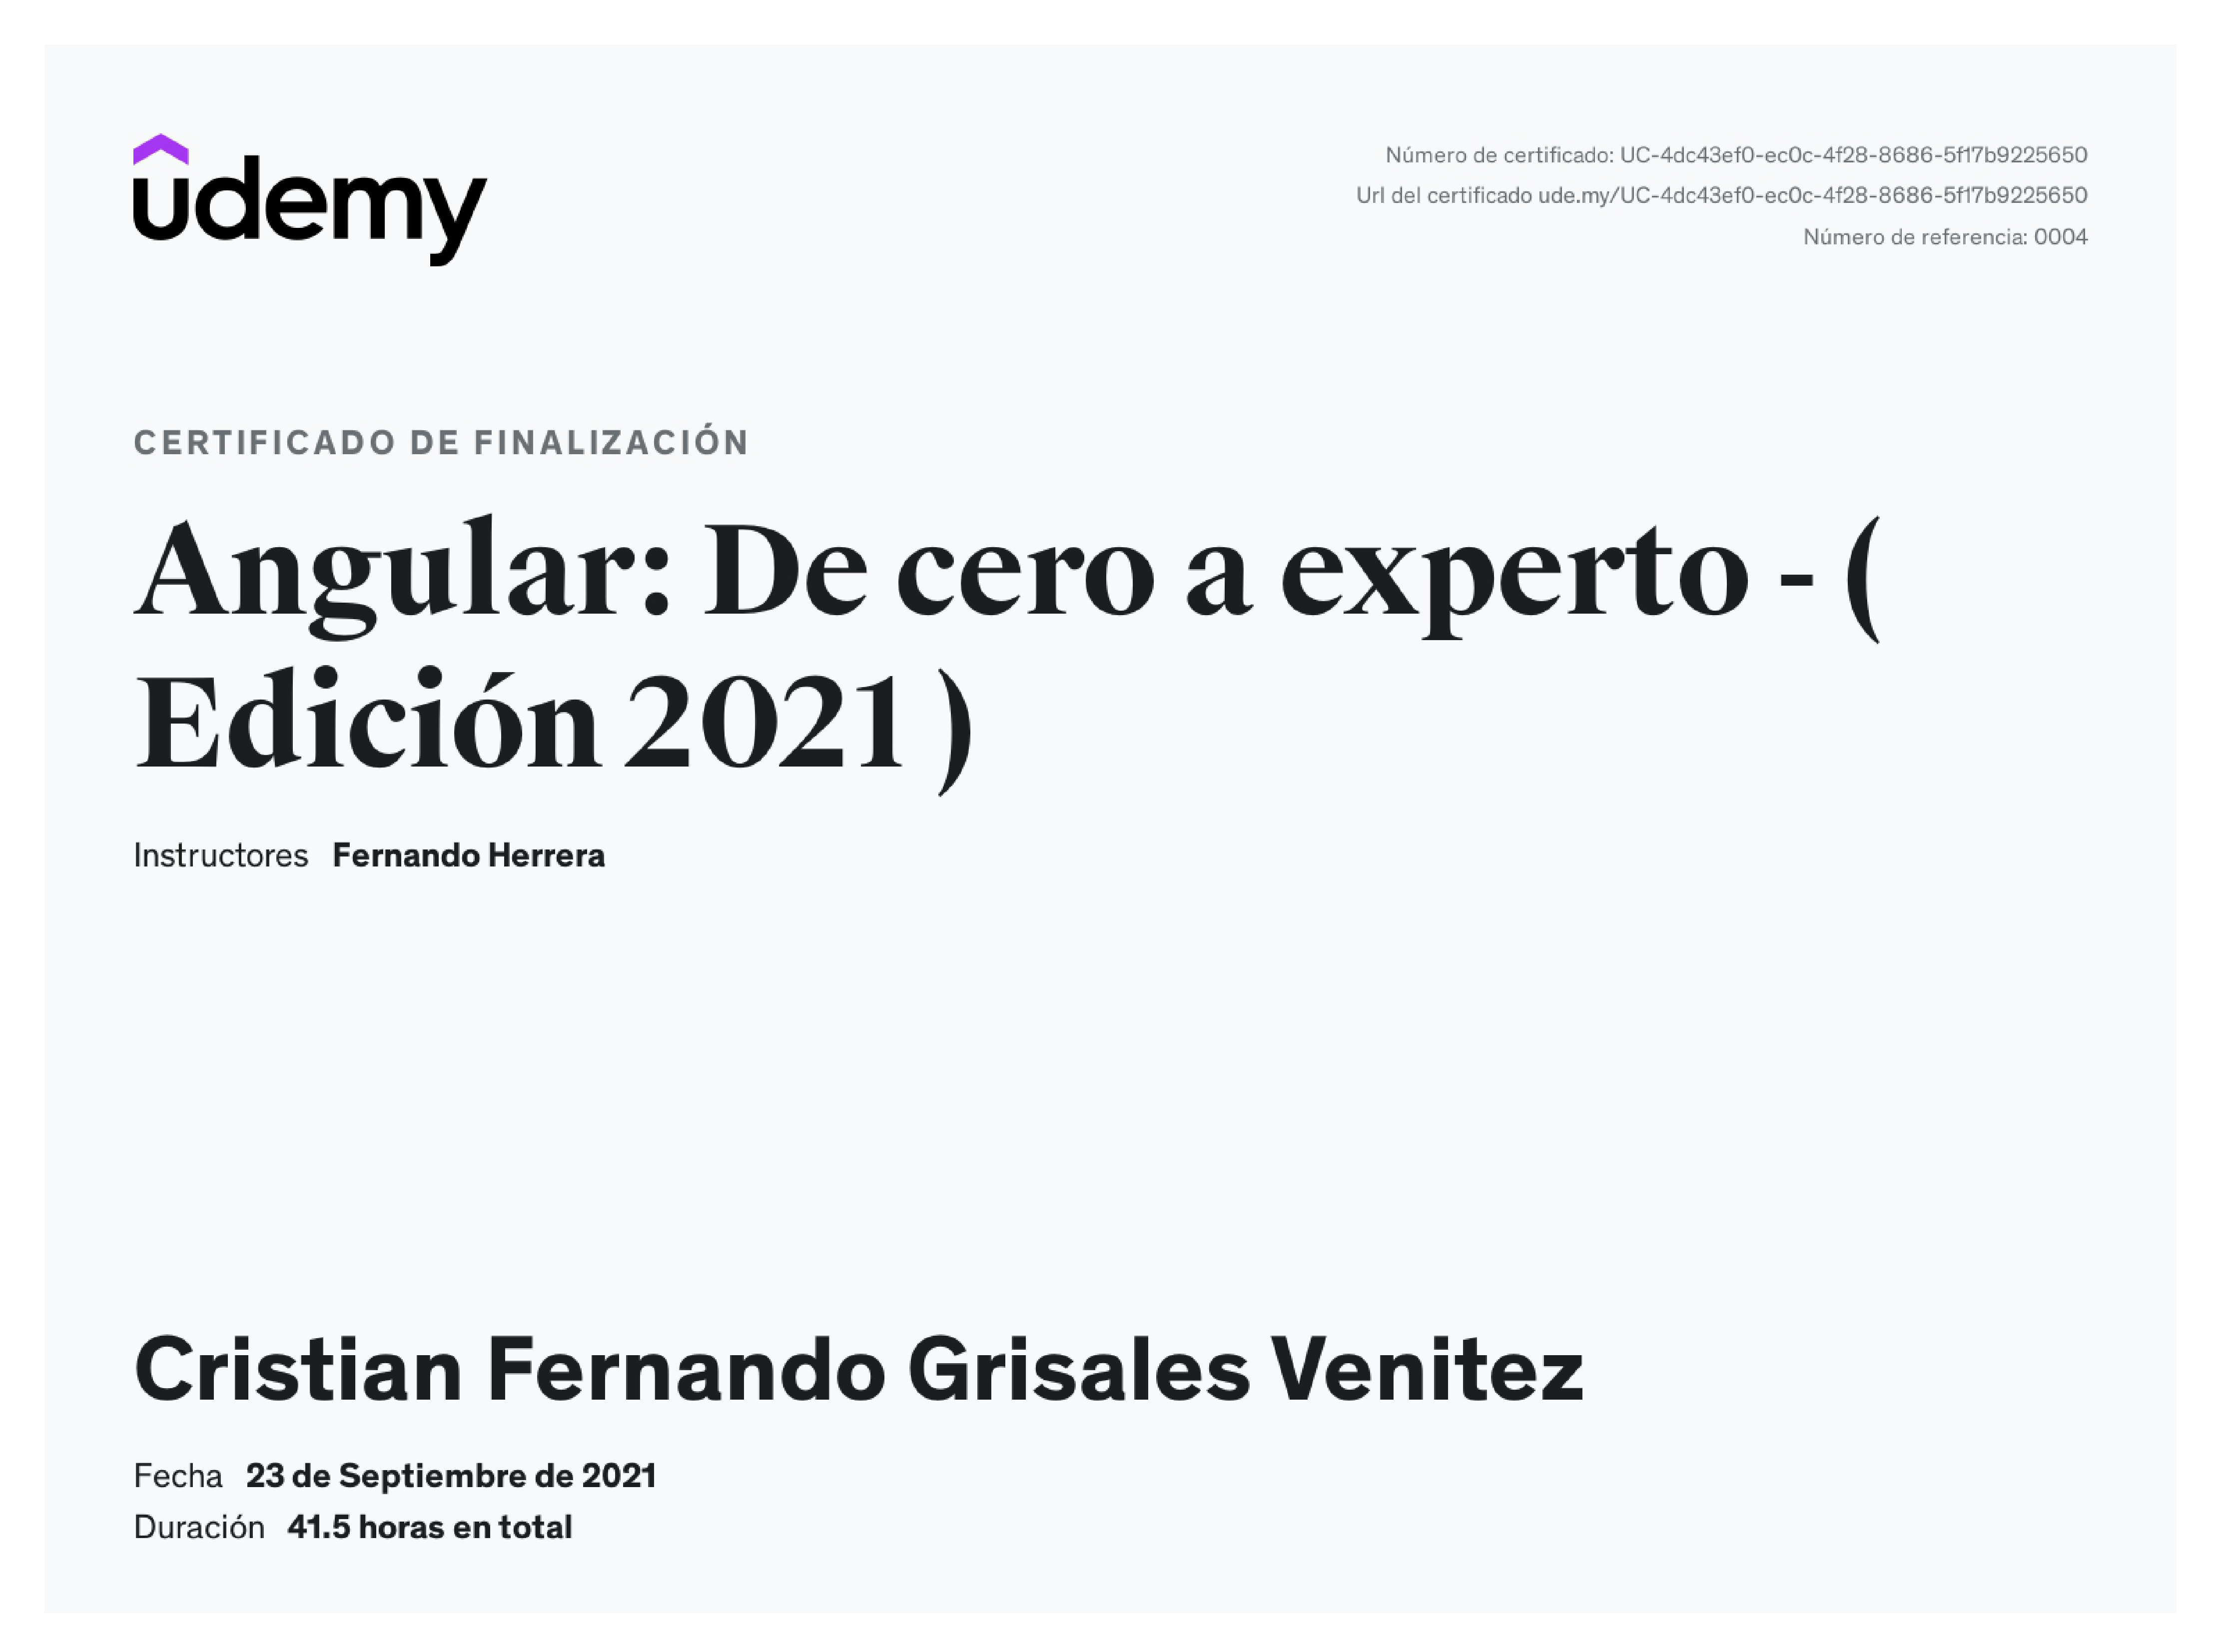 udemy
Número de certificado: UC-4dc43ef0-ec0c-4f28-8686-5f17b9225650
Url del certificado ude.my/UC-4dc43ef0-ec0c-4f28-8686-5f17b9225650
Número de referencia: 0004
CERTIFICADO DE FINALIZACIÓN
Angular: De cero a experto - (
Edición 2021 )
Instructores Fernando Herrera
Cristian Fernando Grisales Venitez
Fecha 23 de Septiembre de 2021
Duración 41.5 horas en total